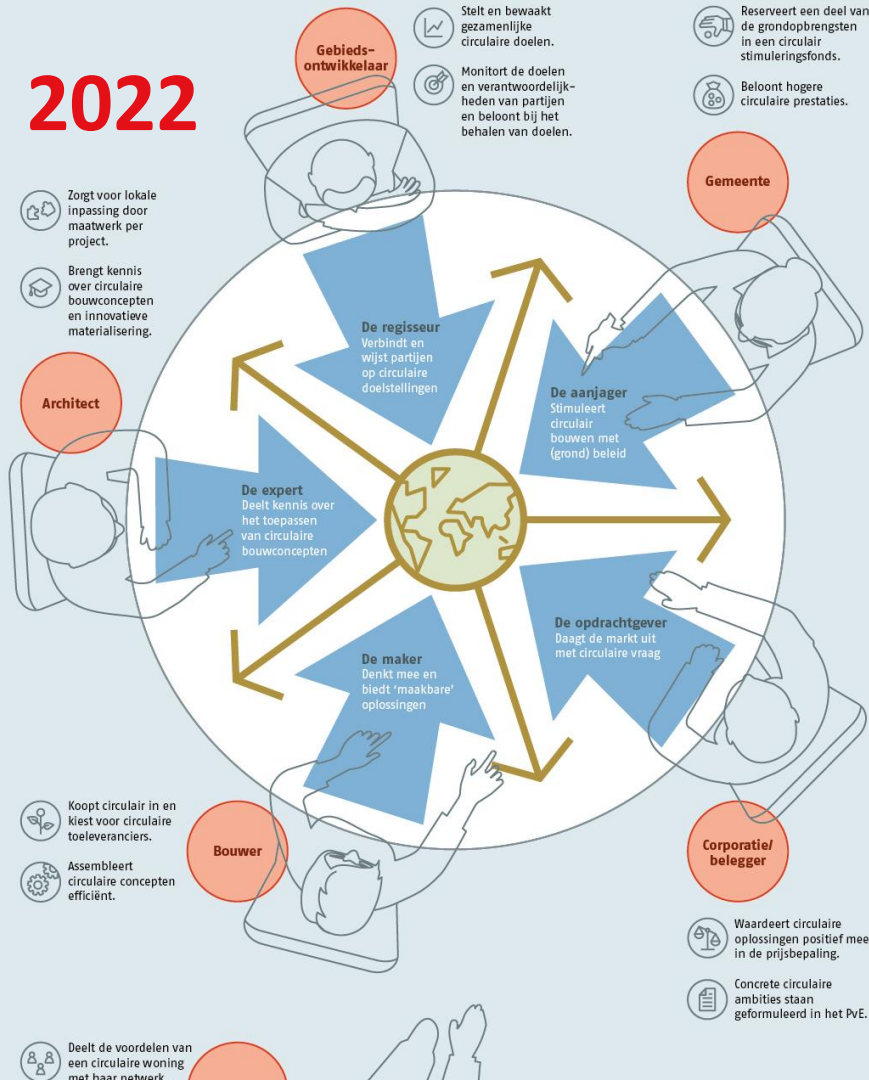 2022
Gebieds-
ontwikkelaar
Stelt en bewaakt
gezamenlijke
circulaire doelen.
Monitort de doelen
en verantwoordelijk-
heden van partijen
en beloont bij het
behalen van doelen.
Reserveert een deel van
de grondopbrengsten
in een circulair
stimuleringsfonds.
Beloont hogere
circulaire prestaties.
Gemeente
Zorgt voor lokale
inpassing door
maatwerk per
project.
Brengt kennis
over circulaire
bouwconcepten
en innovatieve
materialisering.
Architect
De regisseur
Verbindt en
wijst partijen
op circulaire
doelstellingen
De aanjager
Stimuleert
circulair
bouwen met
(grond) beleid
De expert
Deelt kennis over
het toepassen
van circulaire
bouwconcepten
De opdrachtgever
Daagt de markt uit
met circulaire vraag
De maker
Denkt mee en
biedt ‘maakbare’
oplossingen
Koopt circulair in en
kiest voor circulaire
toeleveranciers.
Assembleert
circulaire concepten
efficiënt.
Bouwer
Corporatie/
belegger
Waardeert circulaire
oplossingen positief mee
in de prijsbepaling.
Concrete circulaire
ambities staan
geformuleerd in het PvE.
Deelt de voordelen van
een circulaire woning
met haar netwerk